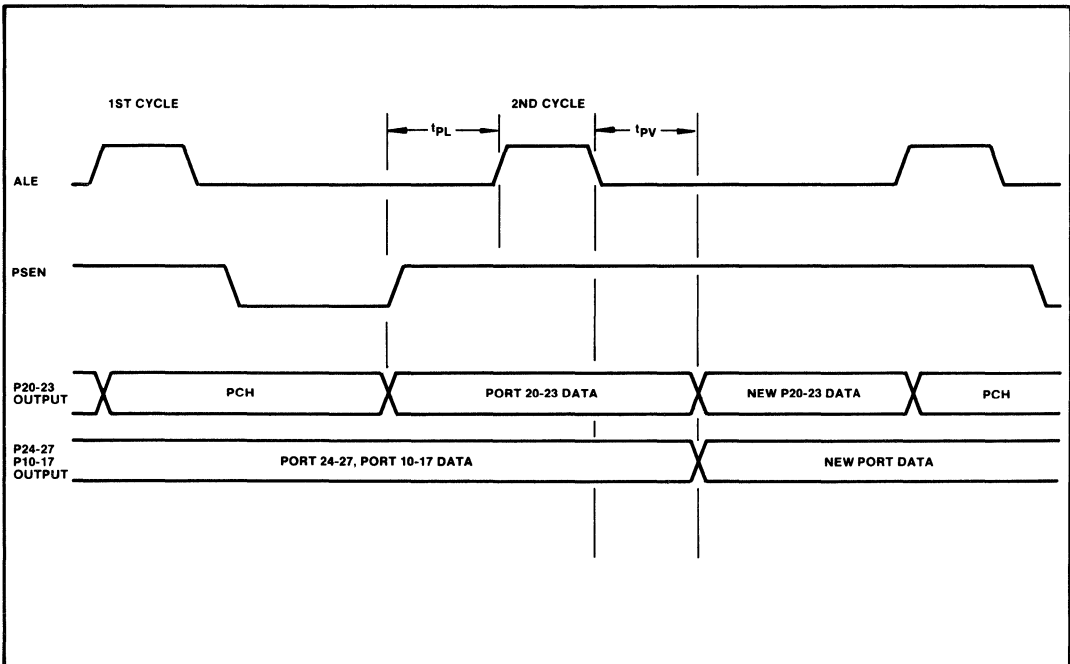 1ST CYCLE
2ND CYCLE
tPL
tPV
ALE
PSEN
P20-23
OUTPUT
PCH
PORT 20-23 DATA
NEW P20-23 DATA
PCH
P24-27
P10-17
OUTPUT
PORT 24-27, PORT 10-17 DATA
NEW PORT DATA